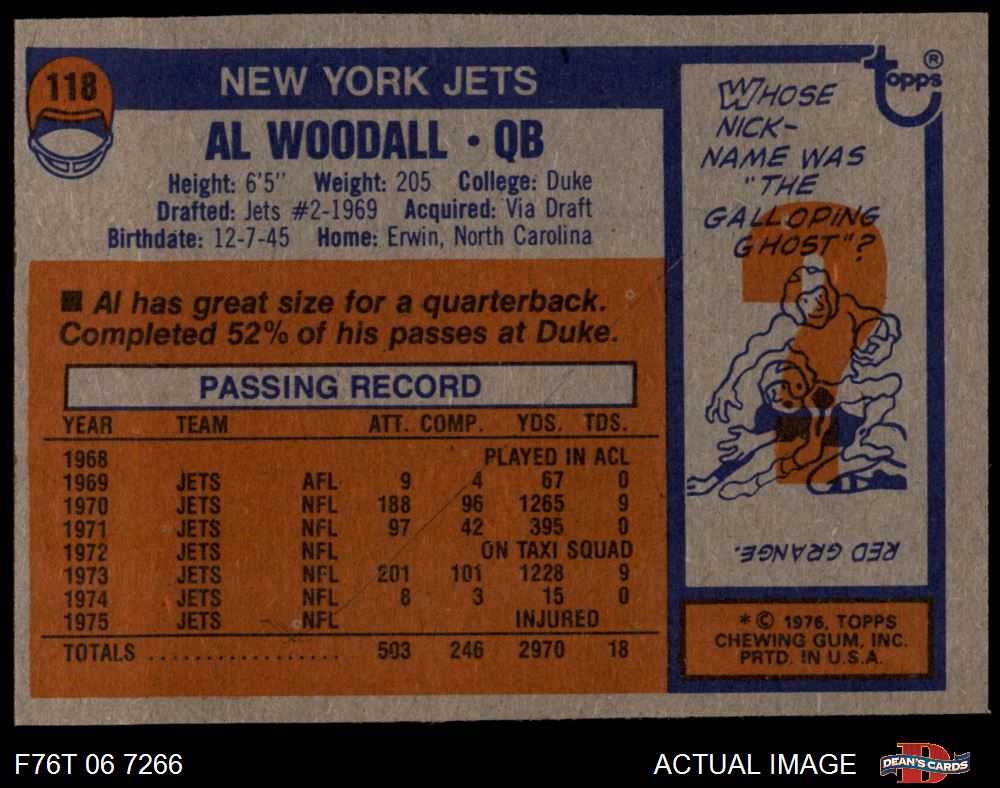 118
NEW YORK JETS
AL WOODALL • QB
Height: 6'5" Weight: 205 College: Duke
Drafted: Jets #2-1969 Acquired: Via Draft
Birthdate: 12-7-45 Home: Erwin, North Carolina
■ Al has great size for a quarterback.
Completed 52% of his passes at Duke.
PASSING RECORD
YEAR TEAM ATT. COMP. YDS. TDS.
1968 PLAYED IN ACL
1969 JETS AFL 9 4 67 0
1970 JETS NFL 188 96 1265 9
1971 JETS NFL 97 42 395 0
1972 JETS NFL ON TAXI SQUAD
1973 JETS NFL 201 101 1228 9
1974 JETS NFL 8 3 15 0
1975 JETS NFL INJURED
TOTALS .................. 503 246 2970 18
topps®
WHOSE
NICK-
NAME WAS
"THE
GALLOPING
GHOST"?
RED GRANGE.
* © 1976, TOPPS
CHEWING GUM, INC.
PRTD. IN U.S.A.
F76T 06 7266
ACTUAL IMAGE
D
DEAN'S CARDS